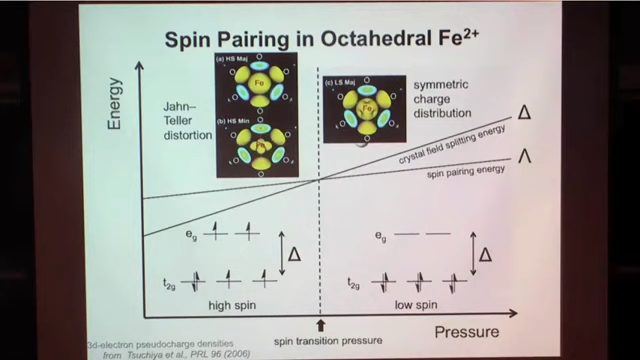 Spin Pairing in Octahedral Fe2+
Energy
Jahn–
Teller
distortion
(a) HS Maj
O
Fe
(b) HS Min
Fe
O
(c) LS Maj
Fe
O
symmetric
charge
distribution
Δ
crystal field splitting energy
Λ
spin pairing energy
eg
Δ
t2g
high spin
eg
Δ
t2g
low spin
spin transition pressure
Pressure
3d-electron pseudocharge densities
from Tsuchiya et al., PRL 96 (2006)